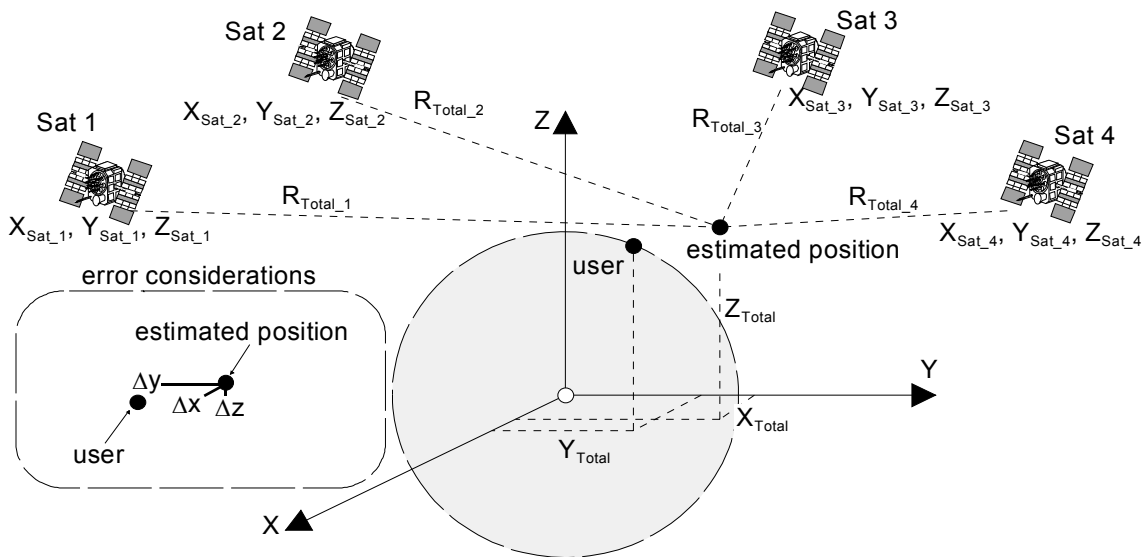 Sat 2
Sat 3
R_Total_2
X_Sat_2, Y_Sat_2, Z_Sat_2
R_Total_3
X_Sat_3, Y_Sat_3, Z_Sat_3
Sat 1
Z
Sat 4
R_Total_1
R_Total_4
X_Sat_1, Y_Sat_1, Z_Sat_1
X_Sat_4, Y_Sat_4, Z_Sat_4
user
estimated position
error considerations
Z_Total
estimated position
Δy
Δx
Δz
user
Y
X_Total
Y_Total
X